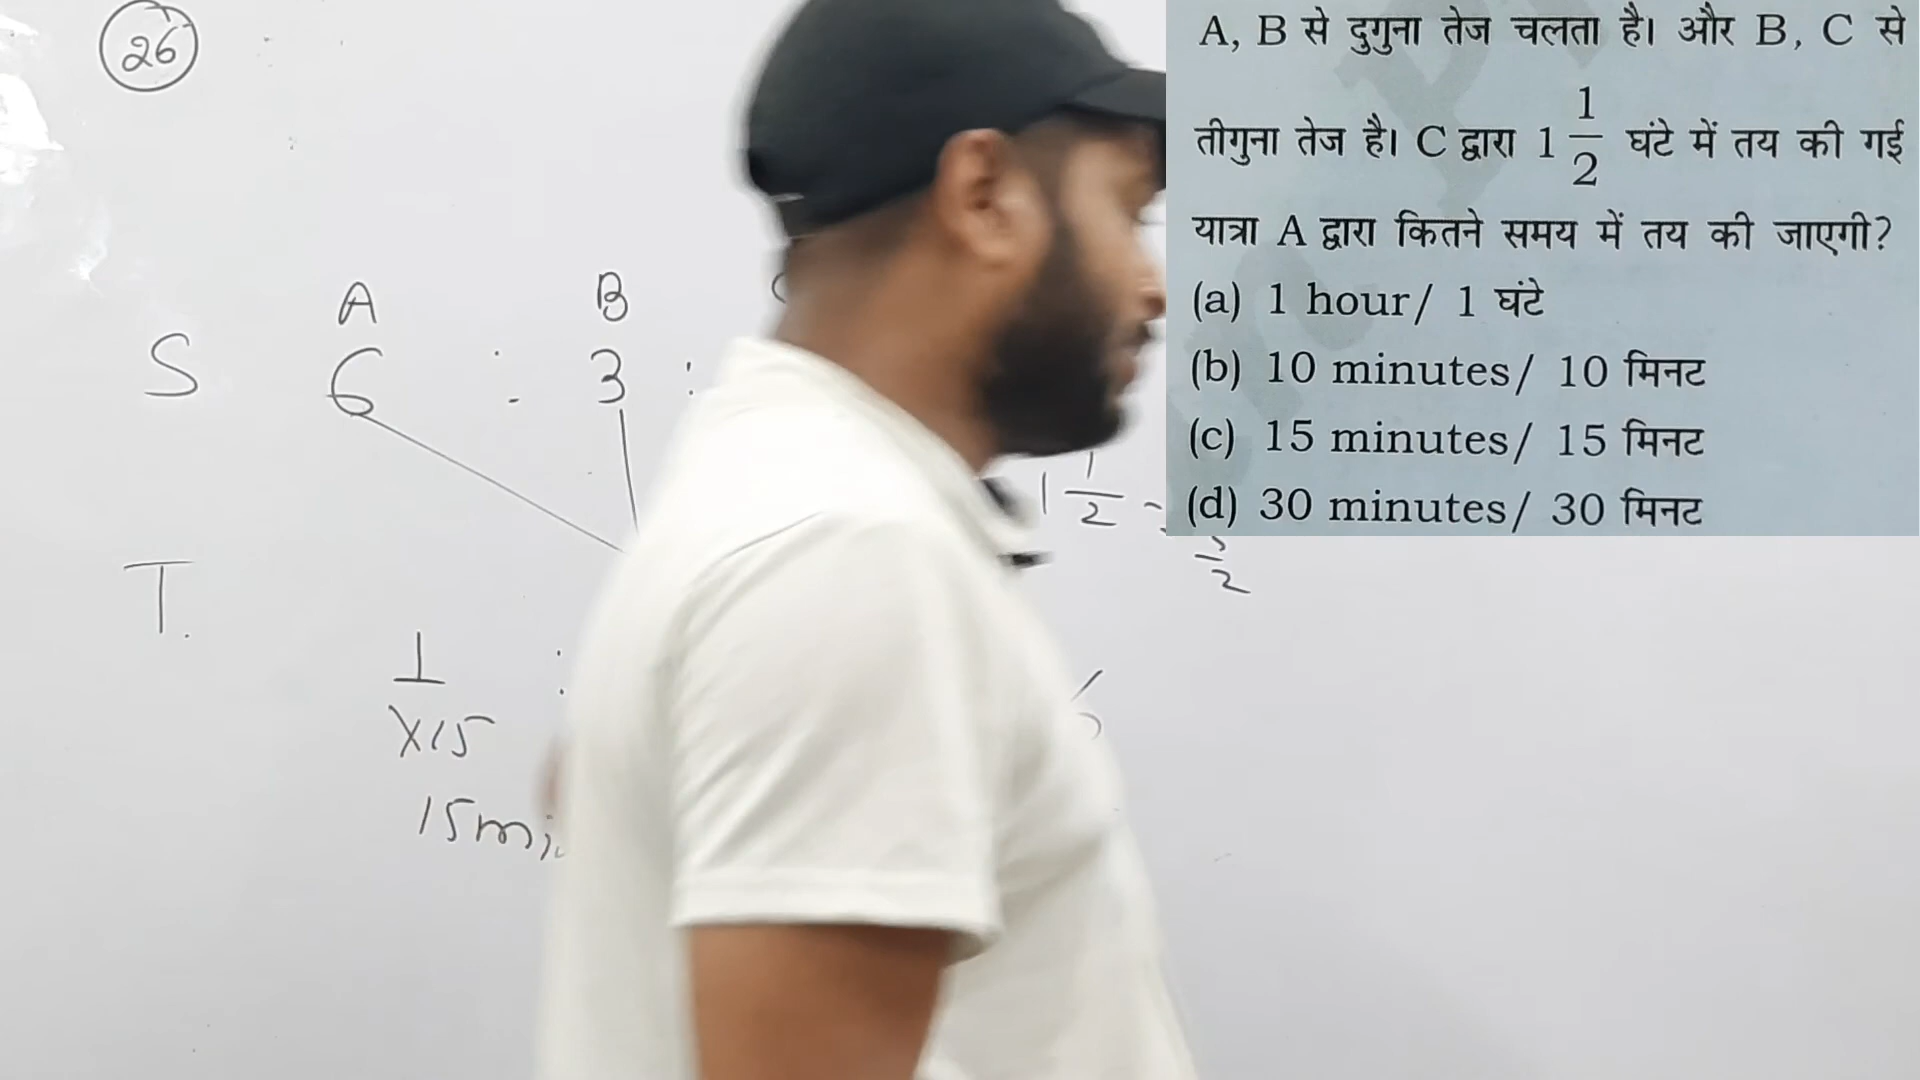 26
A, B से दुगुना तेज चलता है। और B, C से
तीगुना तेज है। C द्वारा 1 1/2 घंटे में तय की गई
यात्रा A द्वारा कितने समय में तय की जाएगी?
(a) 1 hour/ 1 घंटे
(b) 10 minutes/ 10 मिनट
(c) 15 minutes/ 15 मिनट
(d) 30 minutes/ 30 मिनट
A B
S 6 : 3 :
1 1/2
T.
1 :
X15
15